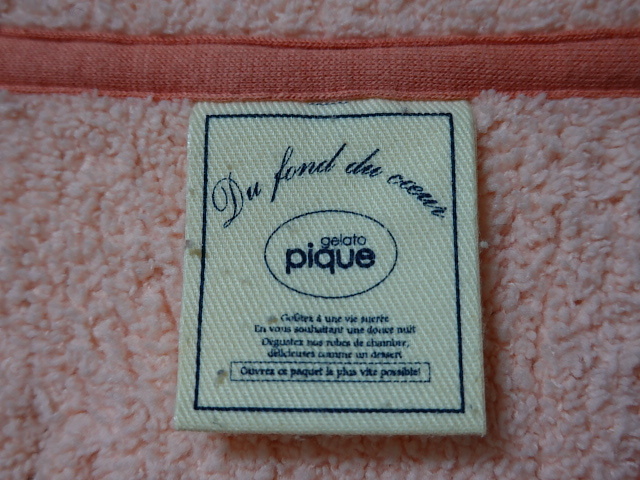 Du fond du cœur
gelato
pique
Goûtez à une vie sucrée
En vous souhaitant une douce nuit
Dégustez nos robes de chambre,
délicieuses comme un dessert
Ouvrez ce paquet le plus vite possible!